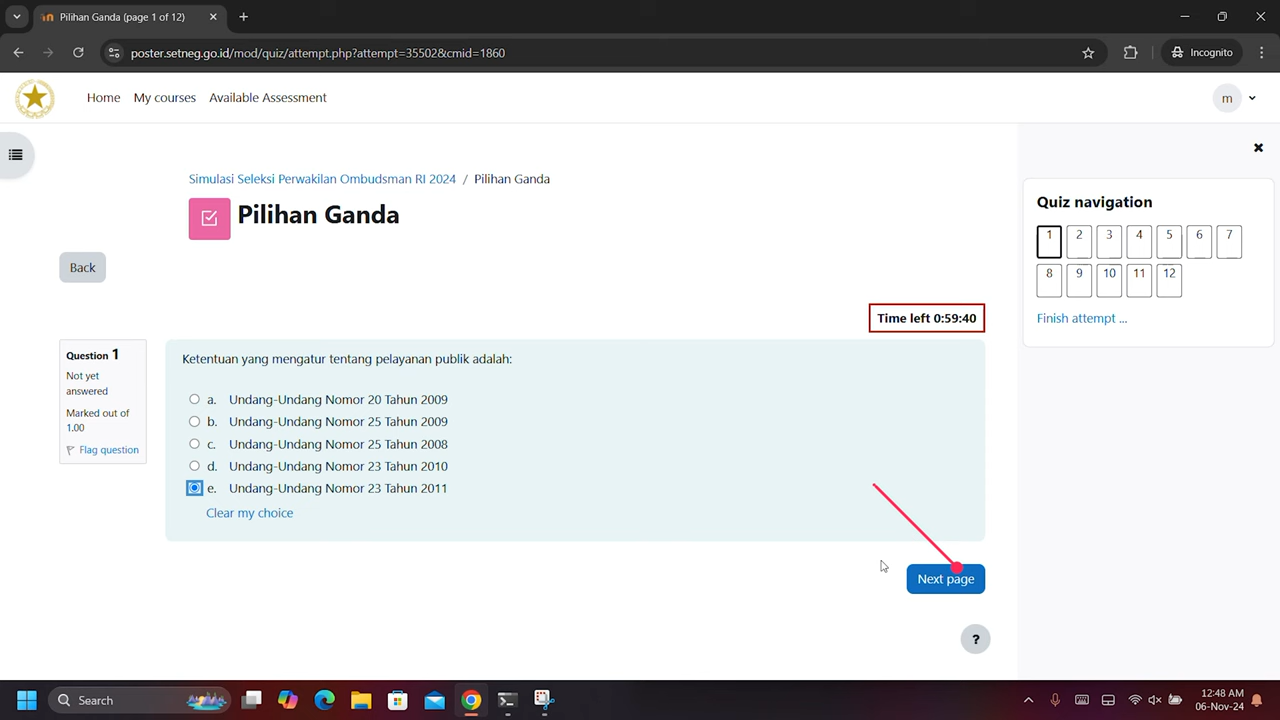 Pilihan Ganda (page 1 of 12)
poster.setneg.go.id/mod/quiz/attempt.php?attempt=35502&cmid=1860
Incognito
Home My courses Available Assessment
m
Simulasi Seleksi Perwakilan Ombudsman RI 2024 / Pilihan Ganda
Pilihan Ganda
Back
Time left 0:59:40
Question 1
Not yet
answered
Marked out of
1.00
Flag question
Ketentuan yang mengatur tentang pelayanan publik adalah:
a. Undang-Undang Nomor 20 Tahun 2009
b. Undang-Undang Nomor 25 Tahun 2009
c. Undang-Undang Nomor 25 Tahun 2008
d. Undang-Undang Nomor 23 Tahun 2010
e. Undang-Undang Nomor 23 Tahun 2011
Clear my choice
Next page
?
Quiz navigation
1 2 3 4 5 6 7
8 9 10 11 12
Finish attempt ...
Search
12:48 AM
06-Nov-24